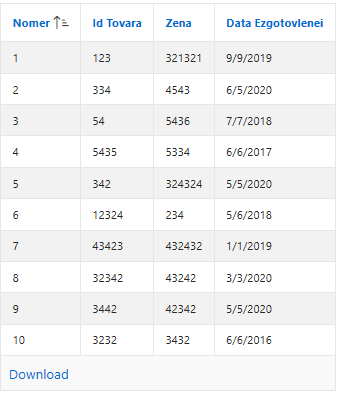 Nomer Id Tovara Zena Data Ezgotovlenei
1 123 321321 9/9/2019
2 334 4543 6/5/2020
3 54 5436 7/7/2018
4 5435 5334 6/6/2017
5 342 324324 5/5/2020
6 12324 234 5/6/2018
7 43423 432432 1/1/2019
8 32342 43242 3/3/2020
9 3442 42342 5/5/2020
10 3232 3432 6/6/2016
Download